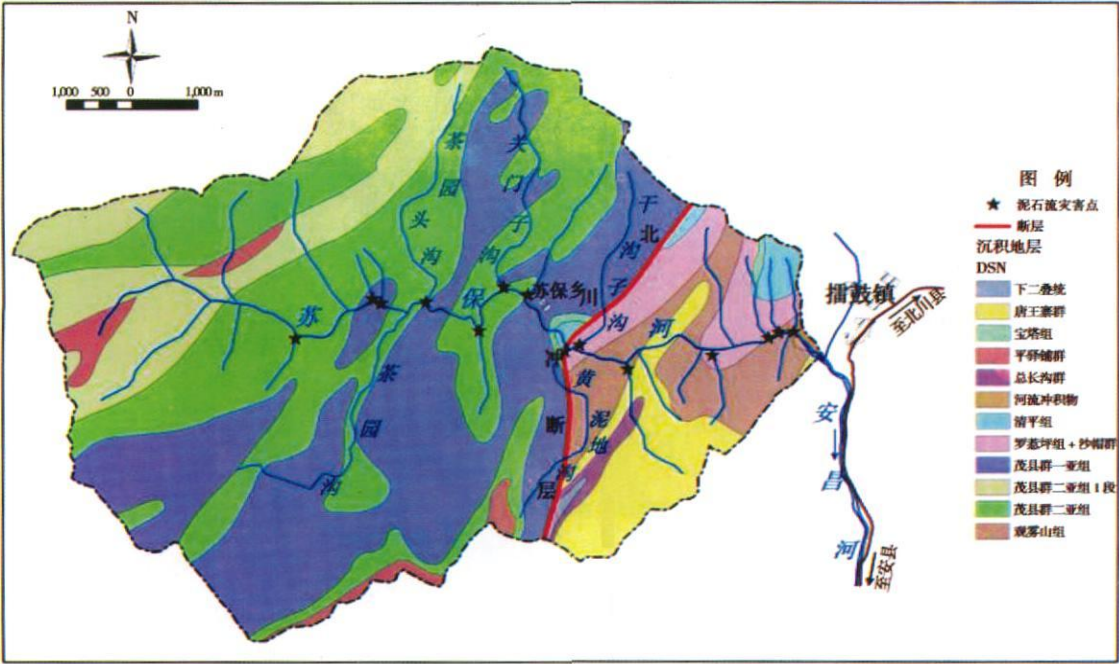 N
1,000 500 0 1,000 m
茶园头沟
关门子沟
干沟子沟
北川冲断层
苏保河
苏保乡
茶园沟
黄泥地沟
擂鼓镇
至北川县
安昌河
至安县
图 例
泥石流灾害点
断层
沉积地层
DSN
下二叠统
唐王寨群
宝塔组
平驿铺群
总长沟群
河流冲积物
清平组
罗惹坪组+沙帽群
茂县群一亚组
茂县群二亚组1段
茂县群二亚组
观雾山组